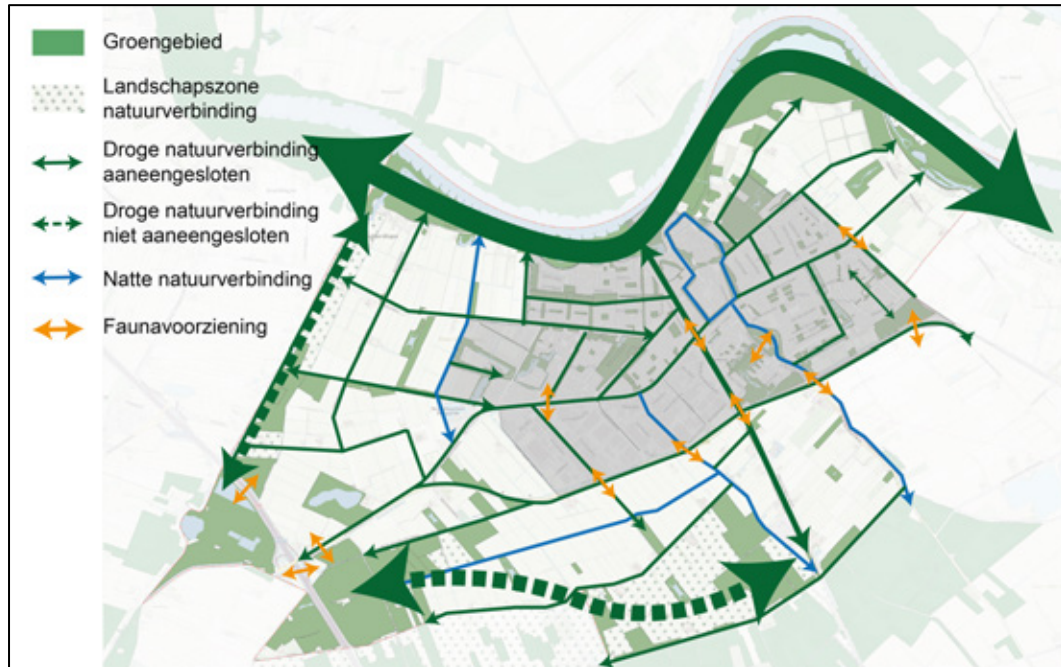 Groengebied
Landschapszone
natuurverbinding
Droge natuurverbinding
aaneengesloten
Droge natuurverbinding
niet aaneengesloten
Natte natuurverbinding
Faunavoorziening